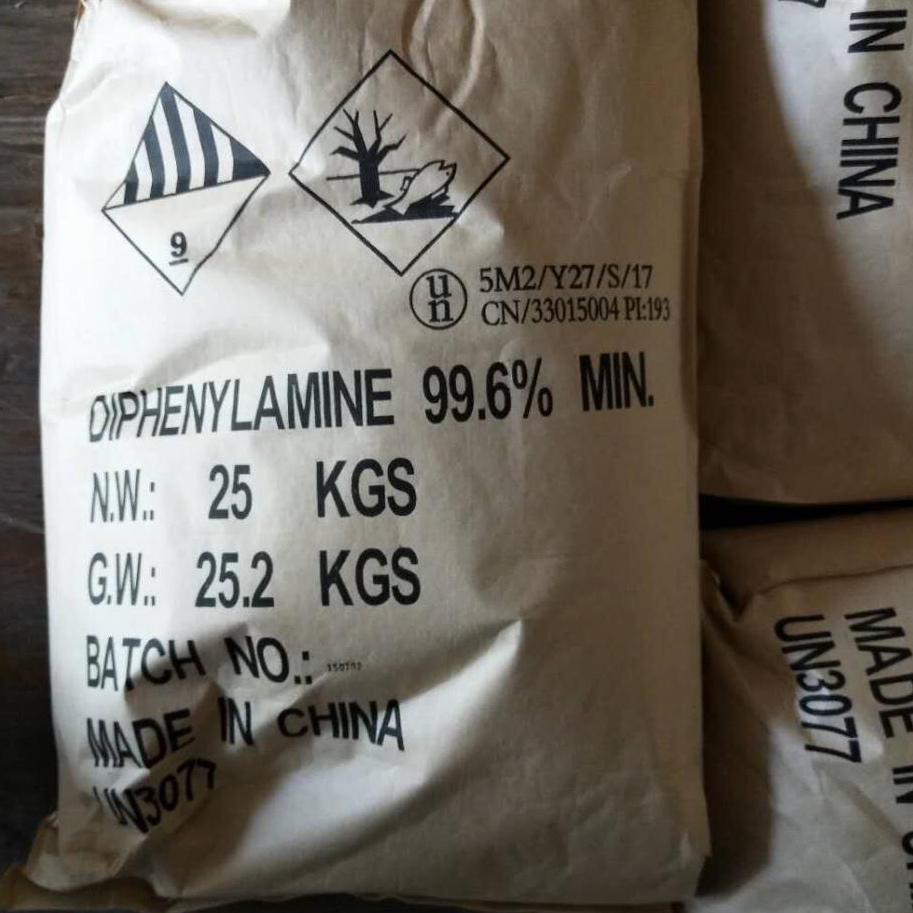 9
un
5M2/Y27/S/17
CN/33015004 PI:193
DIPHENYLAMINE 99.6% MIN.
N.W.: 25 KGS
G.W.: 25.2 KGS
BATCH NO.:
MADE IN CHINA
UN3077
IN CHINA
MADE IN
UN3077